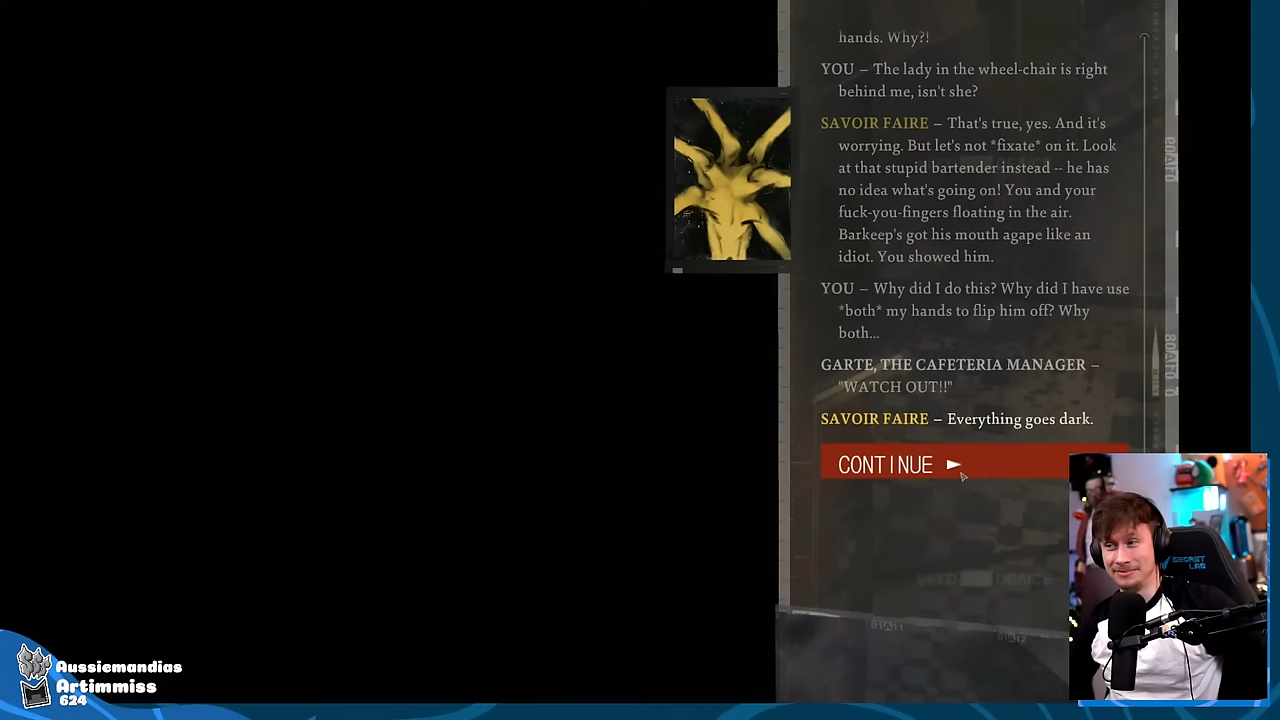 hands. Why?!
YOU – The lady in the wheel-chair is right
behind me, isn't she?
SAVOIR FAIRE – That's true, yes. And it's
worrying. But let's not *fixate* on it. Look
at that stupid bartender instead -- he has
no idea what's going on! You and your
fuck-you-fingers floating in the air.
Barkeep's got his mouth agape like an
idiot. You showed him.
YOU – Why did I do this? Why did I have use
*both* my hands to flip him off? Why
both...
GARTE, THE CAFETERIA MANAGER –
"WATCH OUT!!"
SAVOIR FAIRE – Everything goes dark.
CONTINUE
SECRET
LAB
Aussiemandias
Artimmiss
624